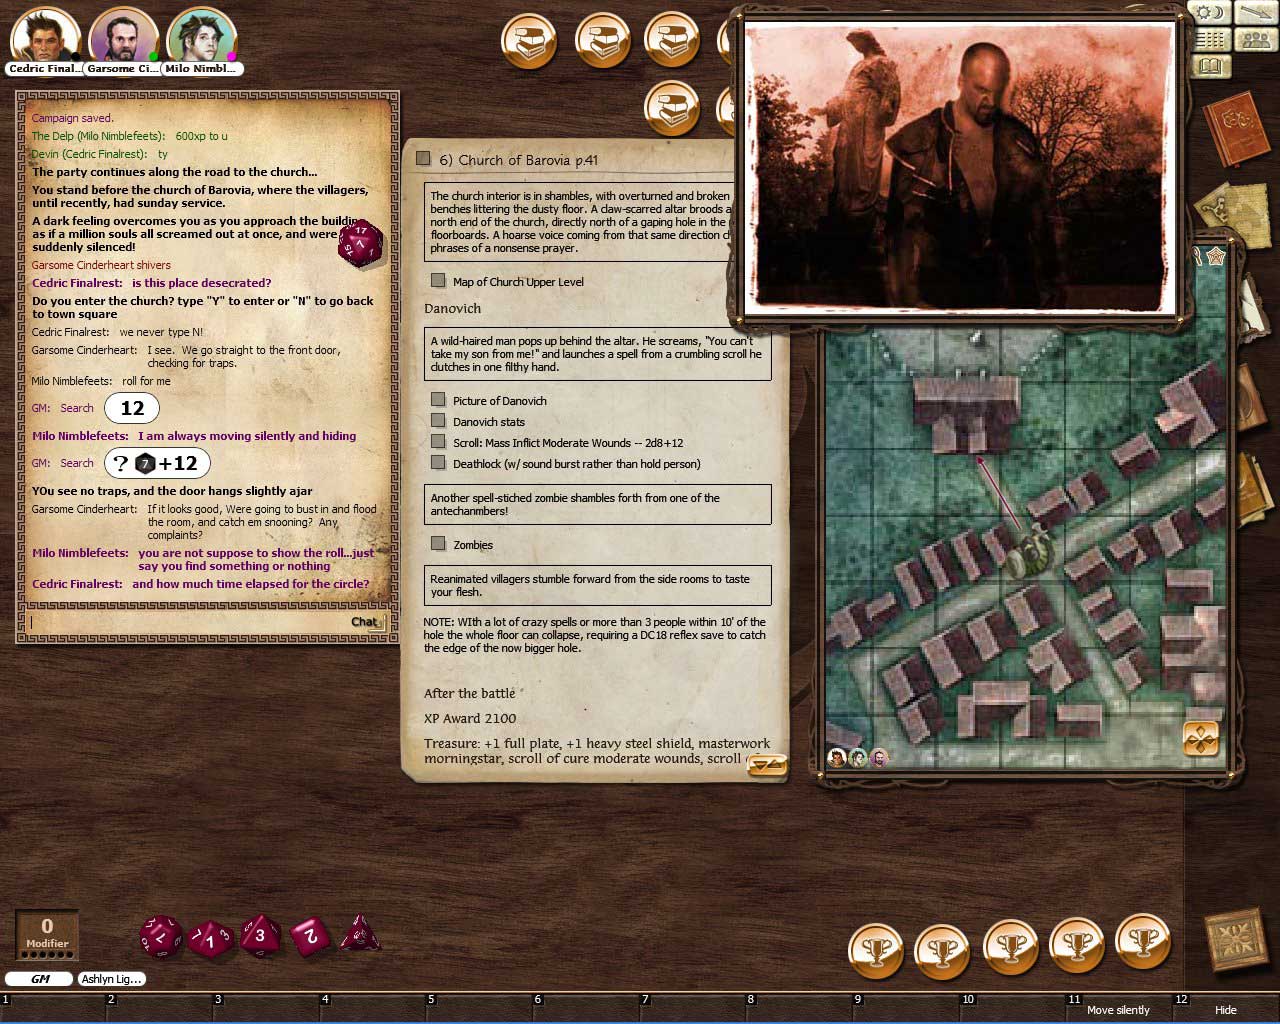 Cedric Final...
Garsome Ci...
Milo Nimbl...
Campaign saved.
The Delp (Milo Nimblefeets): 600xp to u
Devin (Cedric Finalrest): ty
The party continues along the road to the church...
You stand before the church of Barovia, where the villagers,
until recently, had sunday service.
A dark feeling overcomes you as you approach the building
as if a million souls all screamed out at once, and were
suddenly silenced!
Garsome Cinderheart shivers
Cedric Finalrest: is this place desecrated?
Do you enter the church? type "Y" to enter or "N" to go back
to town square
Cedric Finalrest: we never type N!
Garsome Cinderheart: I see. We go straight to the front door,
checking for traps.
Milo Nimblefeets: roll for me
GM: Search 12
Milo Nimblefeets: I am always moving silently and hiding
GM: Search ? 7 +12
YOu see no traps, and the door hangs slightly ajar
Garsome Cinderheart: If it looks good, Were going to bust in and flood
the room, and catch em snooning? Any
complaints?
Milo Nimblefeets: you are not suppose to show the roll...just
say you find something or nothing
Cedric Finalrest: and how much time elapsed for the circle?
Chat
17
7
6) Church of Barovia p.41
The church interior is in shambles, with overturned and broken
benches littering the dusty floor. A claw-scarred altar broods a
north end of the church, directly north of a gaping hole in the
floorboards. A hoarse voice coming from that same direction c
phrases of a nonsense prayer.
Map of Church Upper Level
Danovich
A wild-haired man pops up behind the altar. He screams, "You can't
take my son from me!" and launches a spell from a crumbling scroll he
clutches in one filthy hand.
Picture of Danovich
Danovich stats
Scroll: Mass Inflict Moderate Wounds -- 2d8+12
Deathlock (w/ sound burst rather than hold person)
Another spell-stiched zombie shambles forth from one of the
antechanmbers!
Zombies
Reanimated villagers stumble forward from the side rooms to taste
your flesh.
NOTE: WIth a lot of crazy spells or more than 3 people within 10' of the
hole the whole floor can collapse, requiring a DC18 reflex save to catch
the edge of the now bigger hole.
After the battle
XP Award 2100
Treasure: +1 full plate, +1 heavy steel shield, masterwork
morningstar, scroll of cure moderate wounds, scroll
0
Modifier
7
1
3
2
GM
Ashlyn Lig...
1 2 3 4 5 6 7 8 9 10 11 12
Move silently
Hide